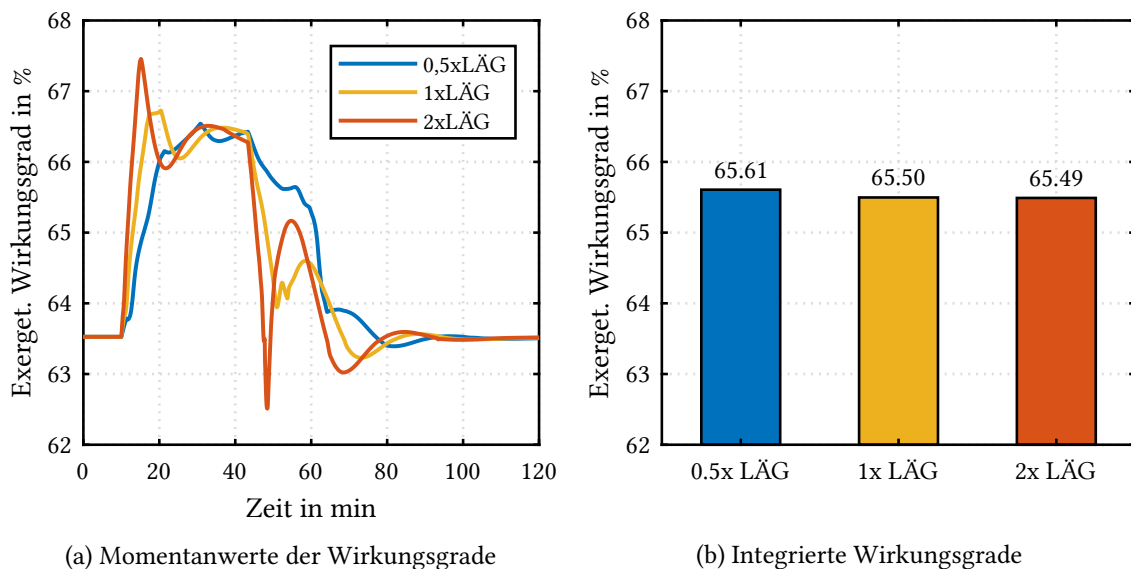 68
67
66
65
64
63
62
Exerget. Wirkungsgrad in %
0,5xLÄG
1xLÄG
2xLÄG
0
20
40
60
80
100
120
Zeit in min
(a) Momentanwerte der Wirkungsgrade
68
67
66
65
64
63
62
Exerget. Wirkungsgrad in %
65.61
65.50
65.49
0.5x LÄG
1x LÄG
2x LÄG
(b) Integrierte Wirkungsgrade